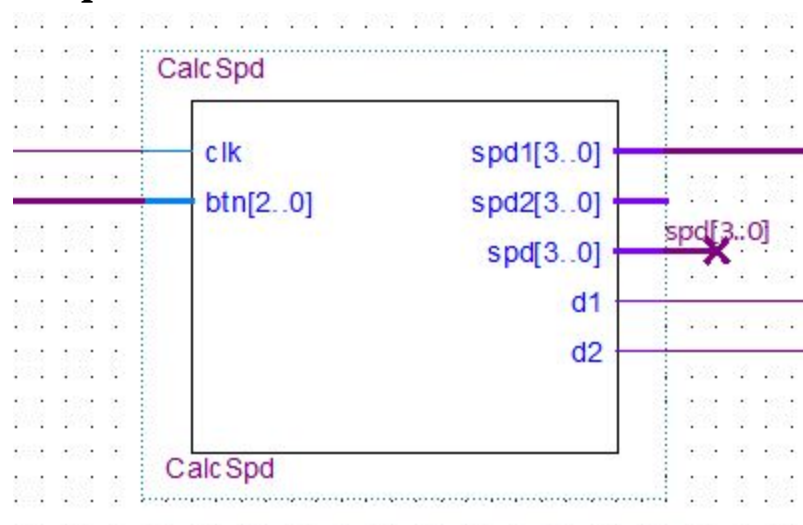 CalcSpd
clk
spd1[3..0]
btn[2..0]
spd2[3..0]
spd[3..0]
spd[3..0]
d1
d2
CalcSpd